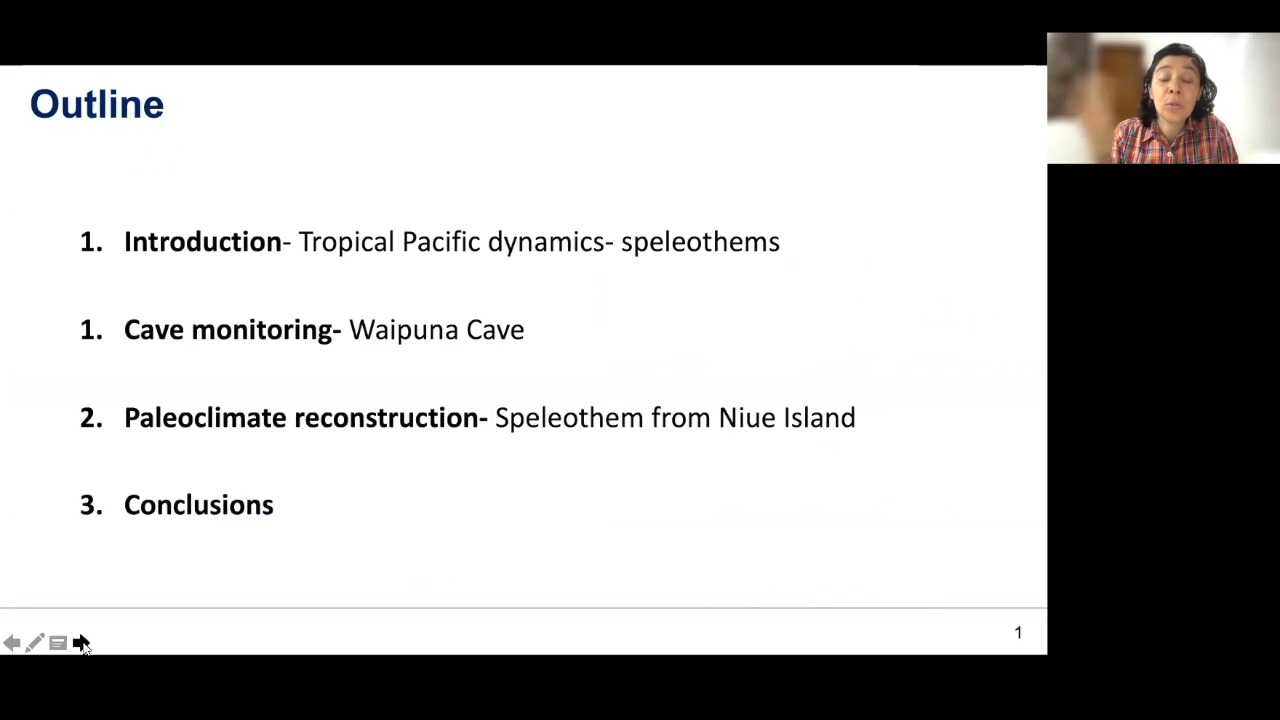 Outline
1. Introduction- Tropical Pacific dynamics- speleothems
1. Cave monitoring- Waipuna Cave
2. Paleoclimate reconstruction- Speleothem from Niue Island
3. Conclusions
1